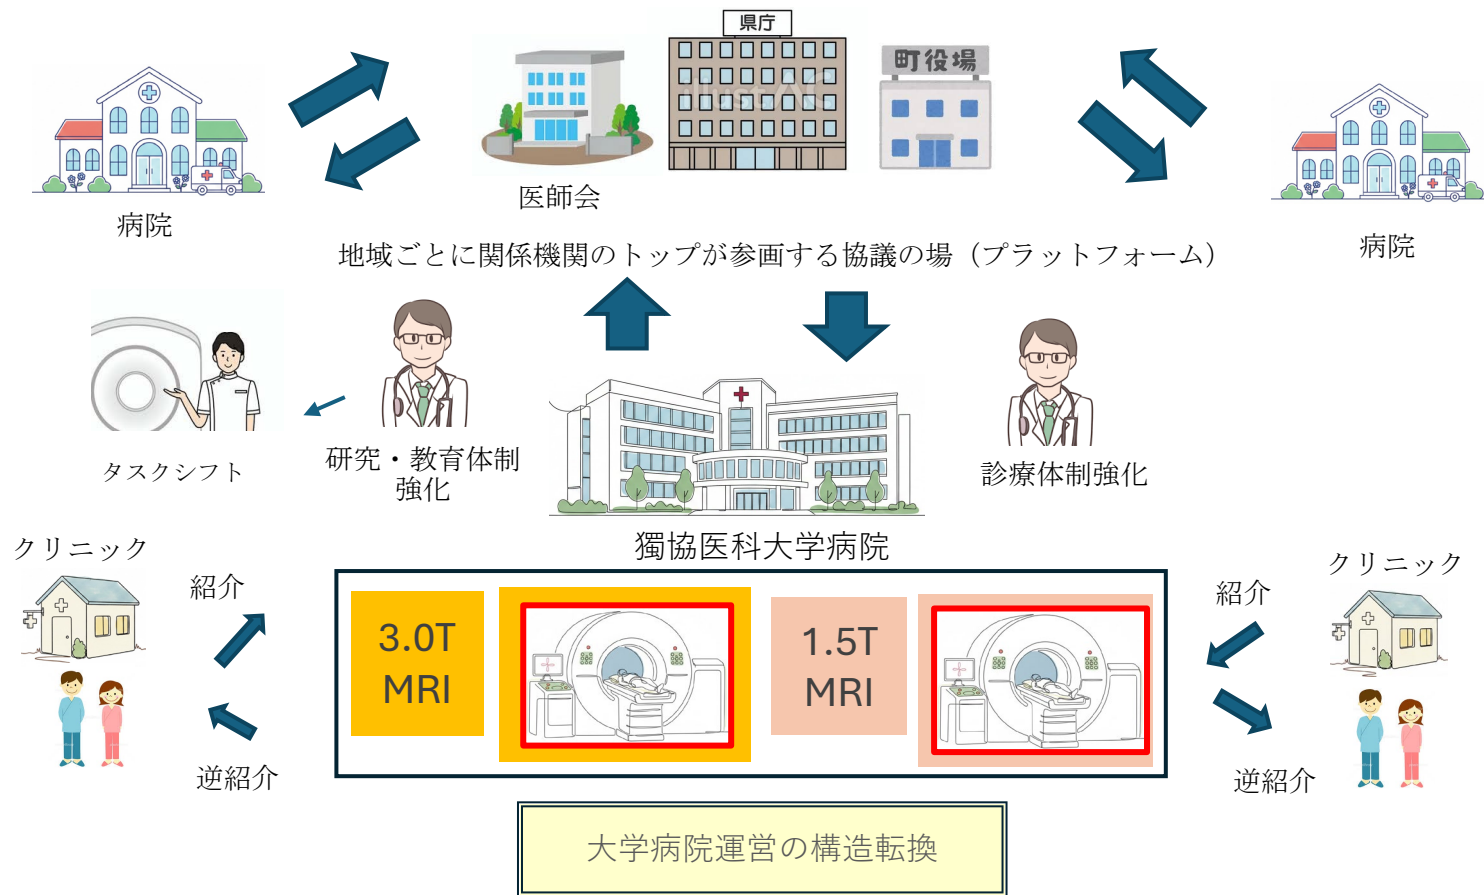 県庁
町役場
医師会
病院
病院
地域ごとに関係機関のトップが参画する協議の場（プラットフォーム）
タスクシフト
研究・教育体制
強化
診療体制強化
獨協医科大学病院
クリニック
紹介
逆紹介
3.0T
MRI
1.5T
MRI
クリニック
紹介
逆紹介
大学病院運営の構造転換